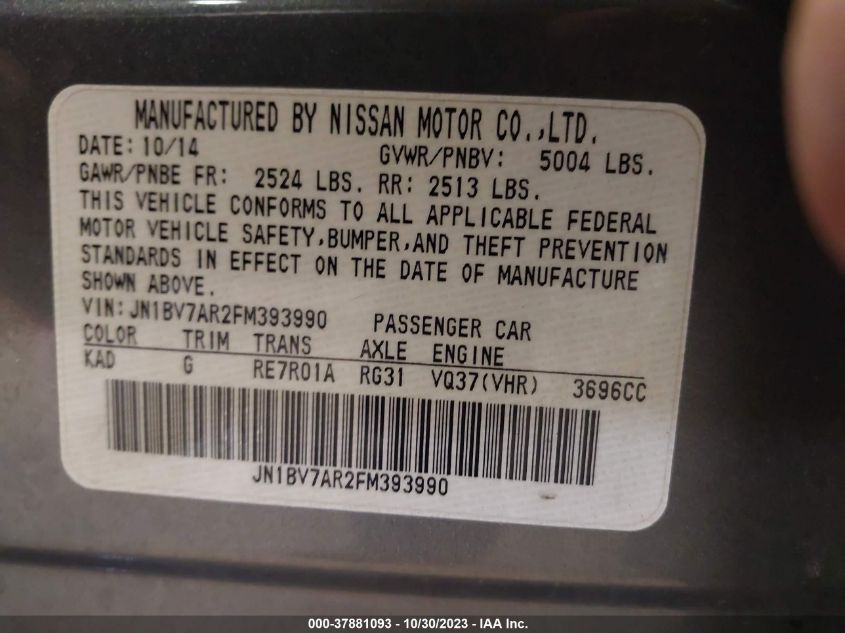 MANUFACTURED BY NISSAN MOTOR CO.,LTD.
DATE: 10/14 GVWR/PNBV: 5004 LBS.
GAWR/PNBE FR: 2524 LBS. RR: 2513 LBS.
THIS VEHICLE CONFORMS TO ALL APPLICABLE FEDERAL
MOTOR VEHICLE SAFETY,BUMPER,AND THEFT PREVENTION
STANDARDS IN EFFECT ON THE DATE OF MANUFACTURE
SHOWN ABOVE.
VIN:JN1BV7AR2FM393990 PASSENGER CAR
COLOR TRIM TRANS AXLE ENGINE
KAD G RE7R01A RG31 VQ37(VHR) 3696CC
JN1BV7AR2FM393990
000-37881093 - 10/30/2023 - IAA Inc.